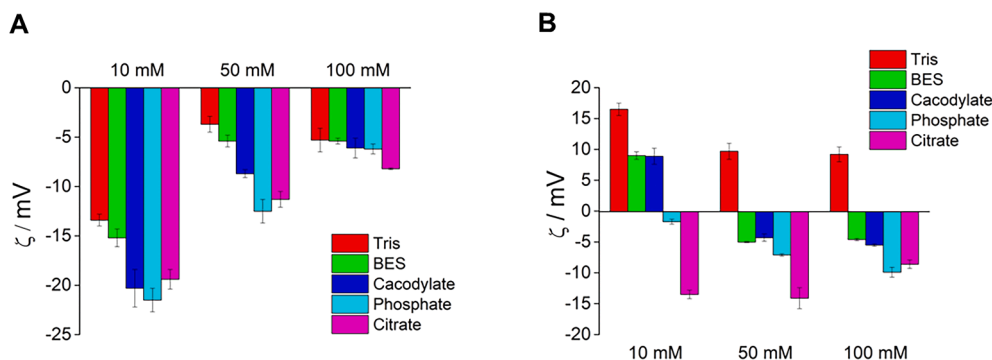 A
10 mM 50 mM 100 mM
0
-5
-10
-15
-20
-25
ζ / mV
Tris
BES
Cacodylate
Phosphate
Citrate
B
Tris
BES
Cacodylate
Phosphate
Citrate
20
15
10
5
0
-5
-10
-15
-20
ζ / mV
10 mM 50 mM 100 mM